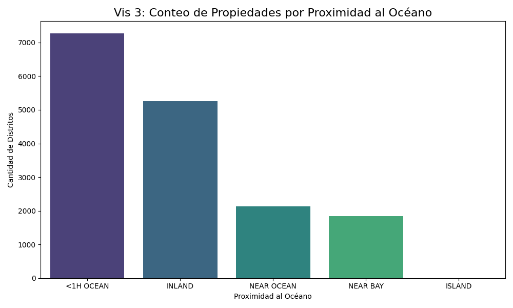 Vis 3: Conteo de Propiedades por Proximidad al Océano
7000
6000
5000
4000
3000
2000
1000
0
Cantidad de Distritos
<1H OCEAN
INLAND
NEAR OCEAN
NEAR BAY
ISLAND
Proximidad al Océano